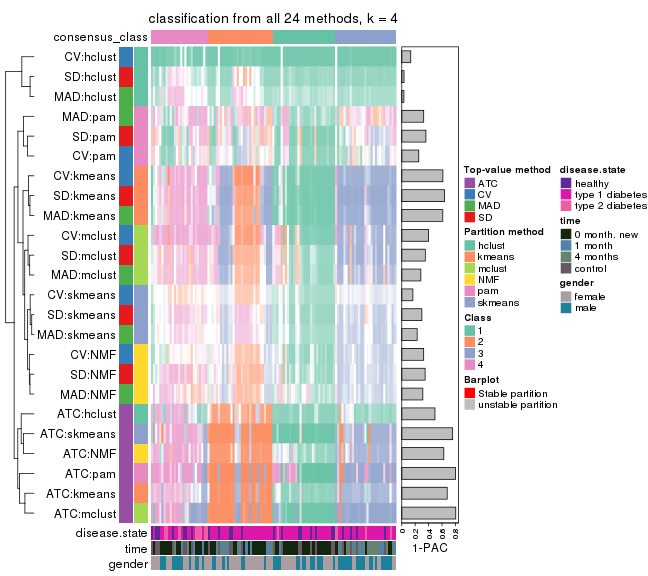 classification from all 24 methods, k = 4
consensus_class
CV:hclust
SD:hclust
MAD:hclust
MAD:pam
SD:pam
CV:pam
CV:kmeans
SD:kmeans
MAD:kmeans
CV:mclust
SD:mclust
MAD:mclust
CV:skmeans
SD:skmeans
MAD:skmeans
CV:NMF
SD:NMF
MAD:NMF
ATC:hclust
ATC:skmeans
ATC:NMF
ATC:pam
ATC:kmeans
ATC:mclust
disease.state
time
gender
0 0.2 0.4 0.6 0.8
1-PAC
Top-value method
ATC
CV
MAD
SD
Partition method
hclust
kmeans
mclust
NMF
pam
skmeans
Class
1
2
3
4
Barplot
Stable partition
unstable partition
disease.state
healthy
type 1 diabetes
type 2 diabetes
time
0 month. new
1 month
4 months
control
gender
female
male